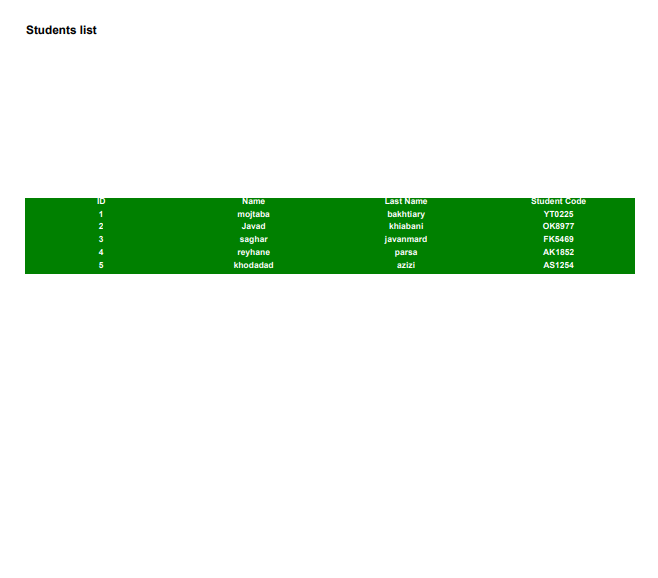 Students list
ID Name Last Name Student Code
1 mojtaba bakhtiary YT0225
2 Javad khiabani OK8977
3 saghar javanmard FK5469
4 reyhane parsa AK1852
5 khodadad azizi AS1254